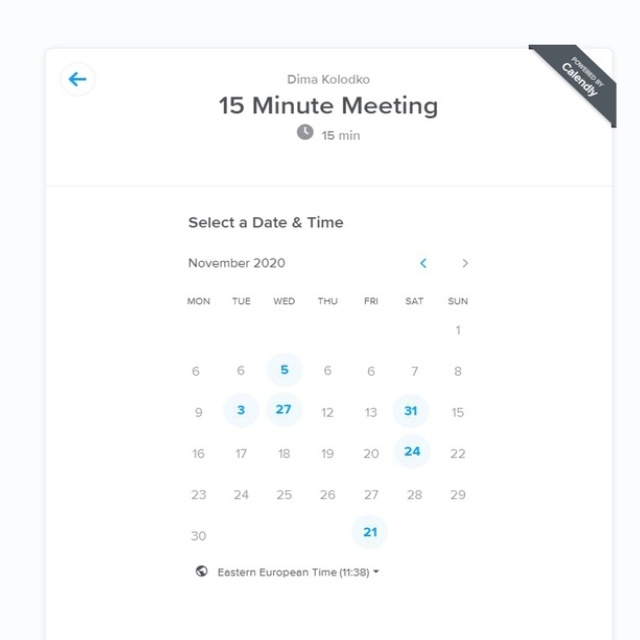 POWERED BY
Calendly
Dima Kolodko
15 Minute Meeting
15 min
Select a Date & Time
November 2020
MON TUE WED THU FRI SAT SUN
1
6 6 5 6 6 7 8
9 3 27 12 13 31 15
16 17 18 19 20 24 22
23 24 25 26 27 28 29
30 21
Eastern European Time (11:38)